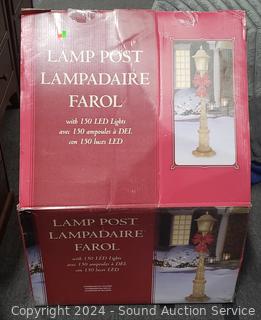 LAMP POST
LAMPADAIRE
FAROL
with 150 LED Lights
avec 150 ampoules à DEL
con 150 luces LED
LAMP POST
LAMPADAIRE
FAROL
with 150 LED Lights
avec 150 ampoules à DEL
con 150 luces LED
Copyright 2024 - Sound Auction Service